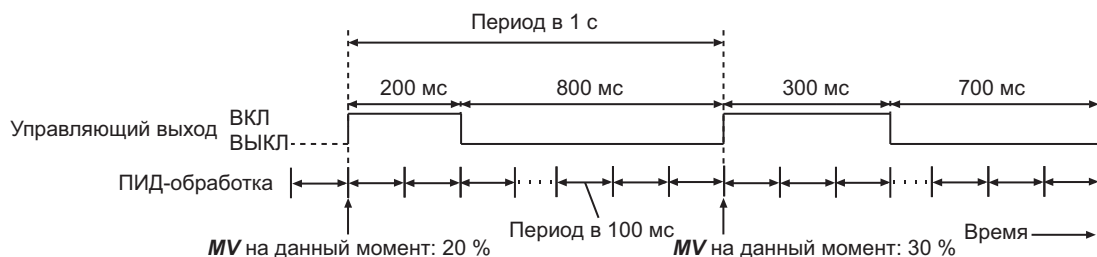 Период в 1 с
200 мс 800 мс 300 мс 700 мс
Управляющий выход ВКЛ
ВЫКЛ
ПИД-обработка
Период в 100 мс
Время
MV на данный момент: 20 % MV на данный момент: 30 %